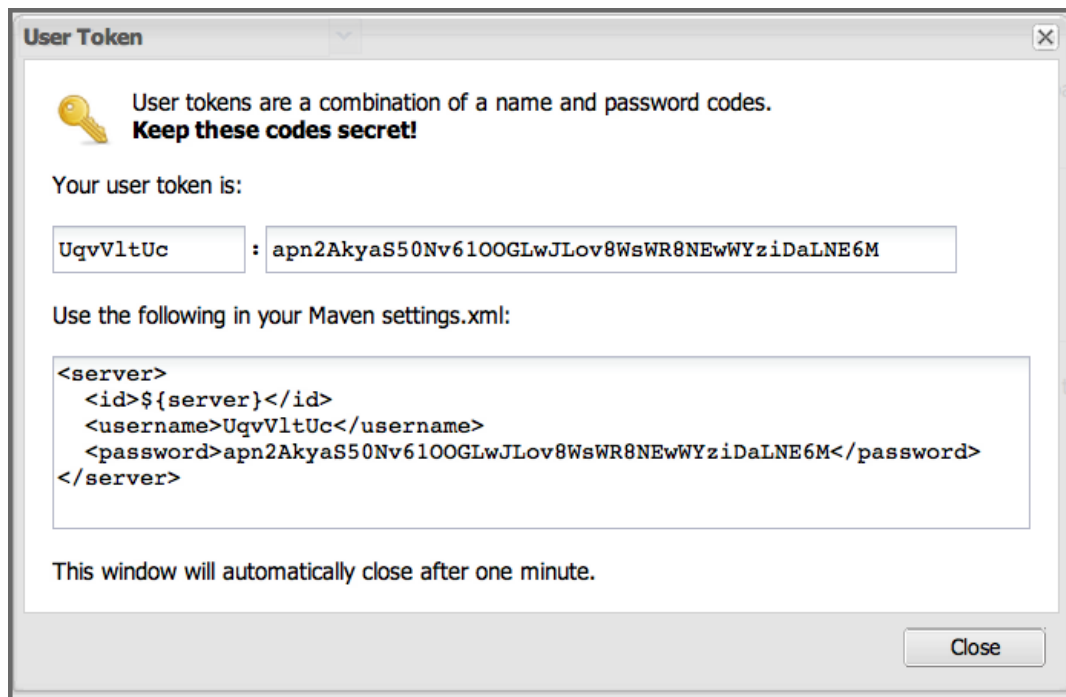 User Token
User tokens are a combination of a name and password codes.
Keep these codes secret!
Your user token is:
UqvVltUc : apn2AkyaS50Nv61OOGLwJLov8WsWR8NEwWYziDaLNE6M
Use the following in your Maven settings.xml:
<server>
  <id>${server}</id>
  <username>UqvVltUc</username>
  <password>apn2AkyaS50Nv61OOGLwJLov8WsWR8NEwWYziDaLNE6M</password>
</server>
This window will automatically close after one minute.
Close